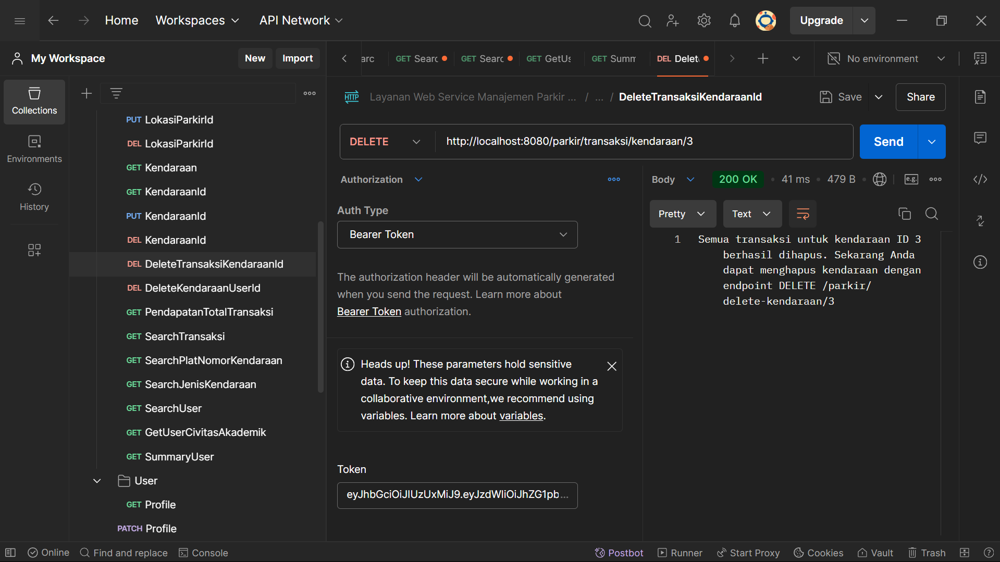 Home
Workspaces
API Network
Upgrade
My Workspace
New
Import
arc
GET Searc
GET Searc
GET GetUs
GET Summ
DEL Delet
No environment
Collections
Environments
History
PUT LokasiParkirId
DEL LokasiParkirId
GET Kendaraan
GET KendaraanId
PUT KendaraanId
DEL KendaraanId
DEL DeleteTransaksiKendaraanId
DEL DeleteKendaraanUserId
GET PendapatanTotalTransaksi
GET SearchTransaksi
GET SearchPlatNomorKendaraan
GET SearchJenisKendaraan
GET SearchUser
GET GetUserCivitasAkademik
GET SummaryUser
User
GET Profile
PATCH Profile
HTTP Layanan Web Service Manajemen Parkir ... / ... / DeleteTransaksiKendaraanId
Save
Share
DELETE
http://localhost:8080/parkir/transaksi/kendaraan/3
Send
Authorization
Auth Type
Bearer Token
The authorization header will be automatically generated
when you send the request. Learn more about
Bearer Token authorization.
Heads up! These parameters hold sensitive
data. To keep this data secure while working in a
collaborative environment,we recommend using
variables. Learn more about variables.
Token
eyJhbGciOiJIUzUxMiJ9.eyJzdWIiOiJhZG1pb...
Body
200 OK
41 ms
479 B
e.g.
Pretty
Text
1 Semua transaksi untuk kendaraan ID 3
berhasil dihapus. Sekarang Anda
dapat menghapus kendaraan dengan
endpoint DELETE /parkir/
delete-kendaraan/3
Online
Find and replace
Console
Postbot
Runner
Start Proxy
Cookies
Vault
Trash